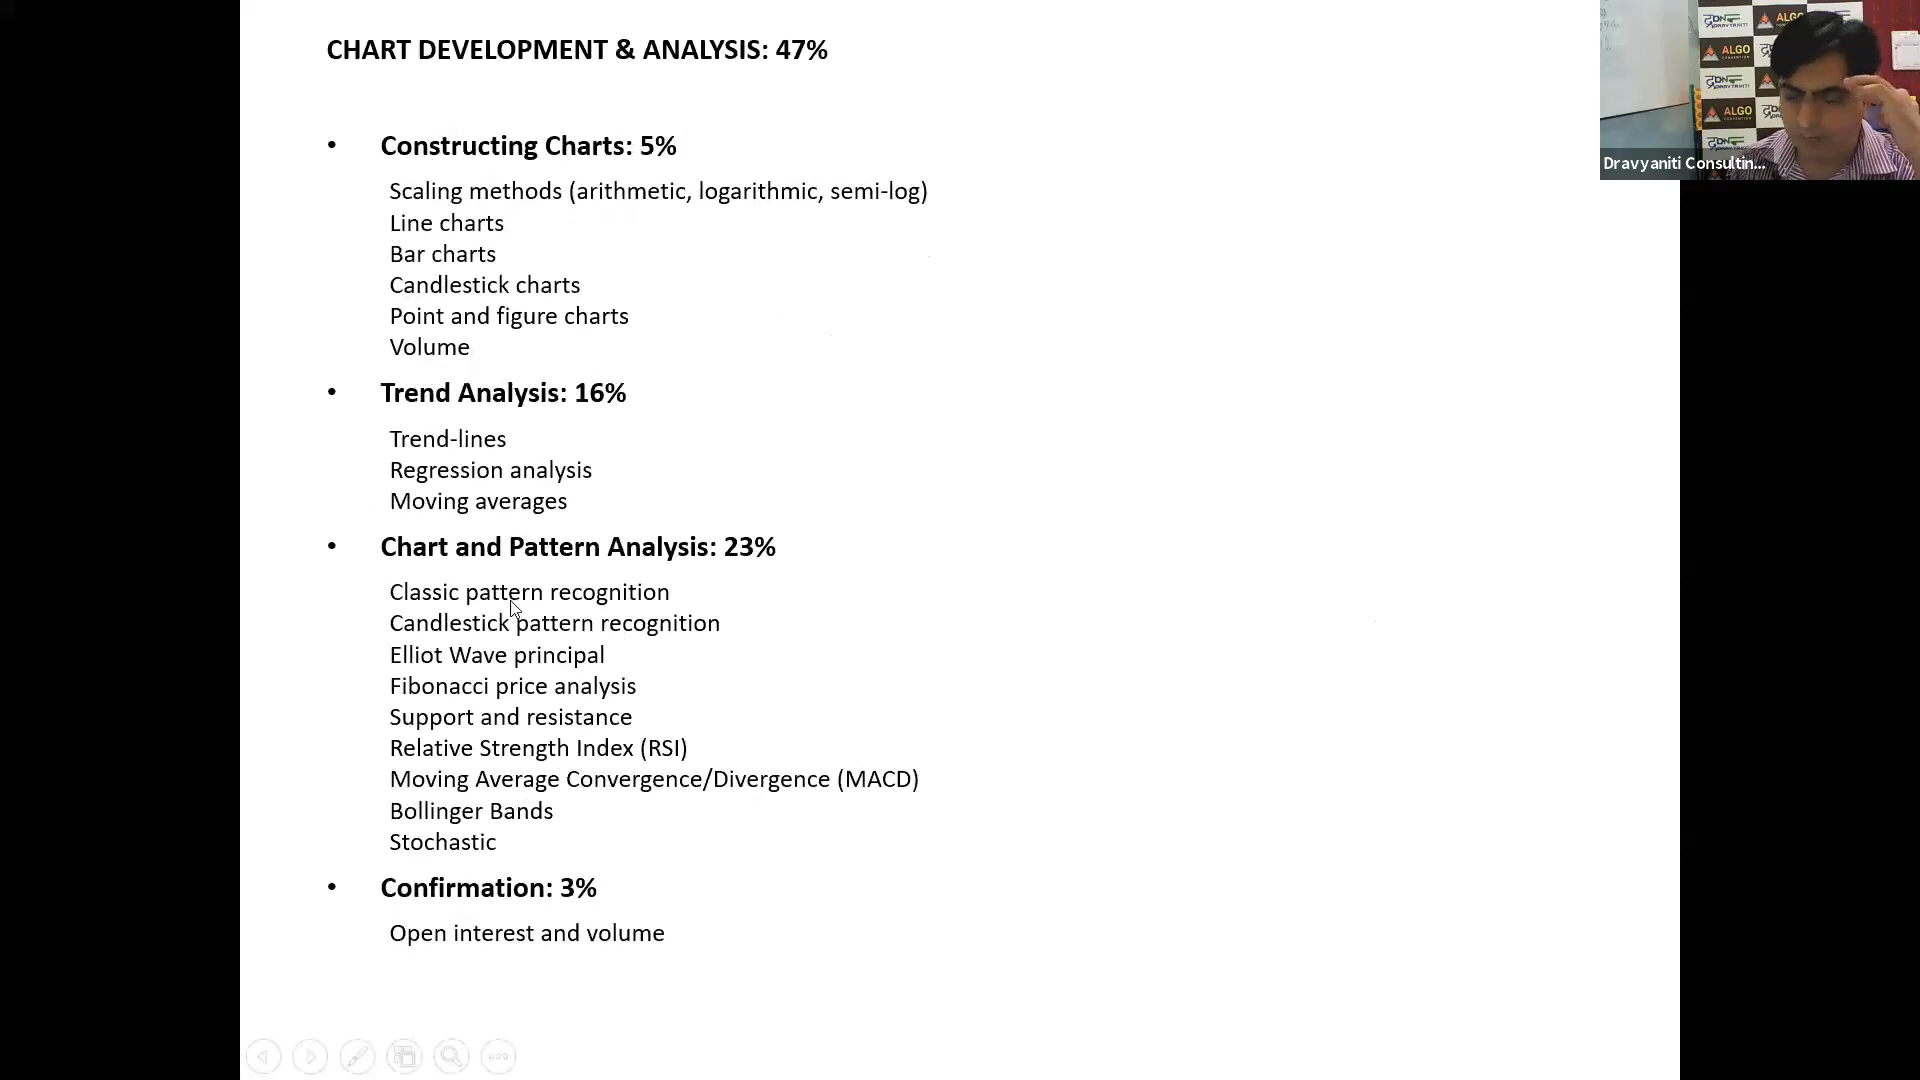 CHART DEVELOPMENT & ANALYSIS: 47%
• Constructing Charts: 5%
Scaling methods (arithmetic, logarithmic, semi-log)
Line charts
Bar charts
Candlestick charts
Point and figure charts
Volume
• Trend Analysis: 16%
Trend-lines
Regression analysis
Moving averages
• Chart and Pattern Analysis: 23%
Classic pattern recognition
Candlestick pattern recognition
Elliot Wave principal
Fibonacci price analysis
Support and resistance
Relative Strength Index (RSI)
Moving Average Convergence/Divergence (MACD)
Bollinger Bands
Stochastic
• Confirmation: 3%
Open interest and volume
ALGO
ALGO
ALGO
Dravyaniti Consultin...